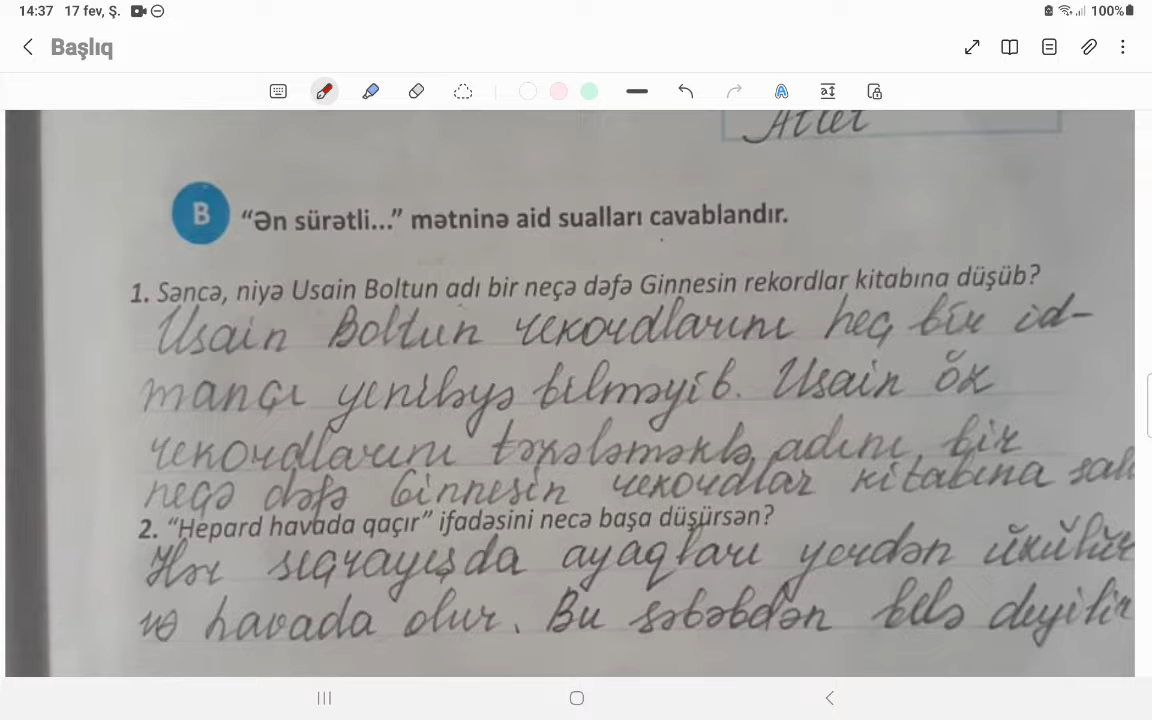 14:37 17 fev, Ş. 100%
Başlıq
Atlet
B "Ən sürətli..." mətninə aid sualları cavablandır.
1. Səncə, niyə Usain Boltun adı bir neçə dəfə Ginnesin rekordlar kitabına düşüb?
Usain Boltun rekordlarını heç bir id-
mançı yeniləyə bilməyib. Usain öz
rekordlarını təzələməklə adını bir
neçə dəfə Ginnesin rekordlar kitabına sal
2. "Hepard havada qaçır" ifadəsini necə başa düşürsən?
Hər sıçrayışda ayaqları yerdən üzülür
və havada olur. Bu səbəbdən belə deyilir